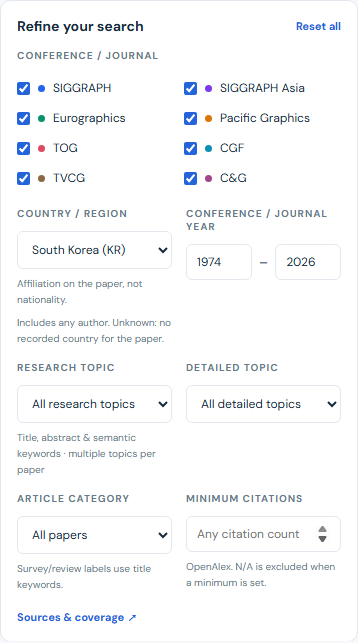 Refine your search
Reset all
CONFERENCE / JOURNAL
SIGGRAPH
SIGGRAPH Asia
Eurographics
Pacific Graphics
TOG
CGF
TVCG
C&G
COUNTRY / REGION
South Korea (KR)
Affiliation on the paper, not
nationality.
Includes any author. Unknown: no
recorded country for the paper.
CONFERENCE / JOURNAL
YEAR
1974 – 2026
RESEARCH TOPIC
All research topics
Title, abstract & semantic
keywords · multiple topics per
paper
DETAILED TOPIC
All detailed topics
ARTICLE CATEGORY
All papers
Survey/review labels use title
keywords.
MINIMUM CITATIONS
Any citation count
OpenAlex. N/A is excluded when
a minimum is set.
Sources & coverage ↗